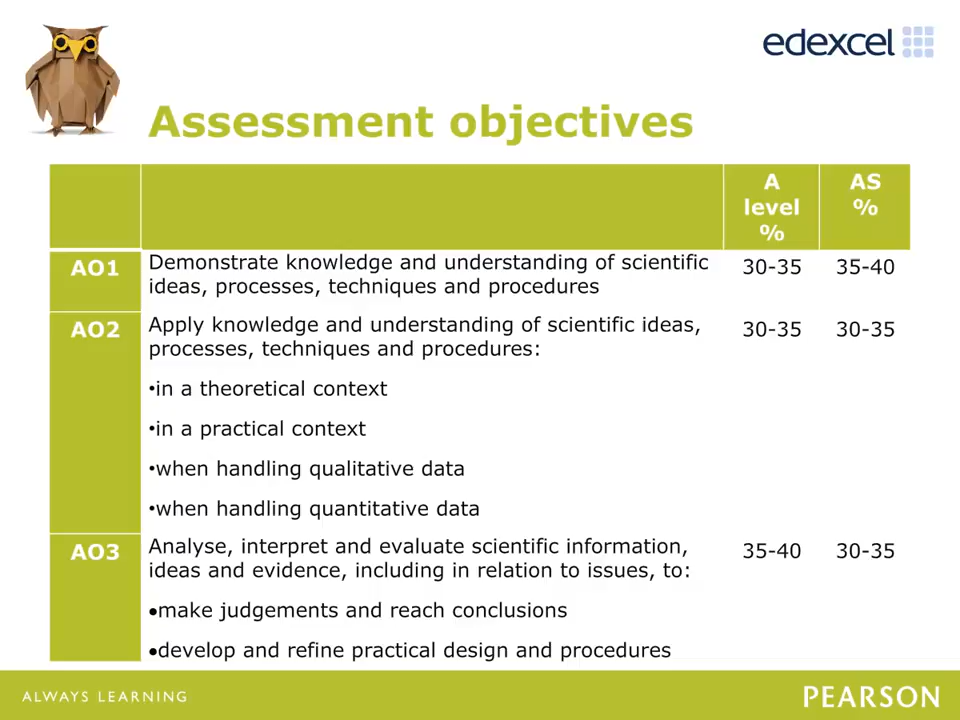 edexcel
Assessment objectives
A
level
%
AS
%
AO1
Demonstrate knowledge and understanding of scientific
ideas, processes, techniques and procedures
30-35
35-40
AO2
Apply knowledge and understanding of scientific ideas,
processes, techniques and procedures:
30-35
30-35
•in a theoretical context
•in a practical context
•when handling qualitative data
•when handling quantitative data
AO3
Analyse, interpret and evaluate scientific information,
ideas and evidence, including in relation to issues, to:
35-40
30-35
•make judgements and reach conclusions
•develop and refine practical design and procedures
ALWAYS LEARNING
PEARSON